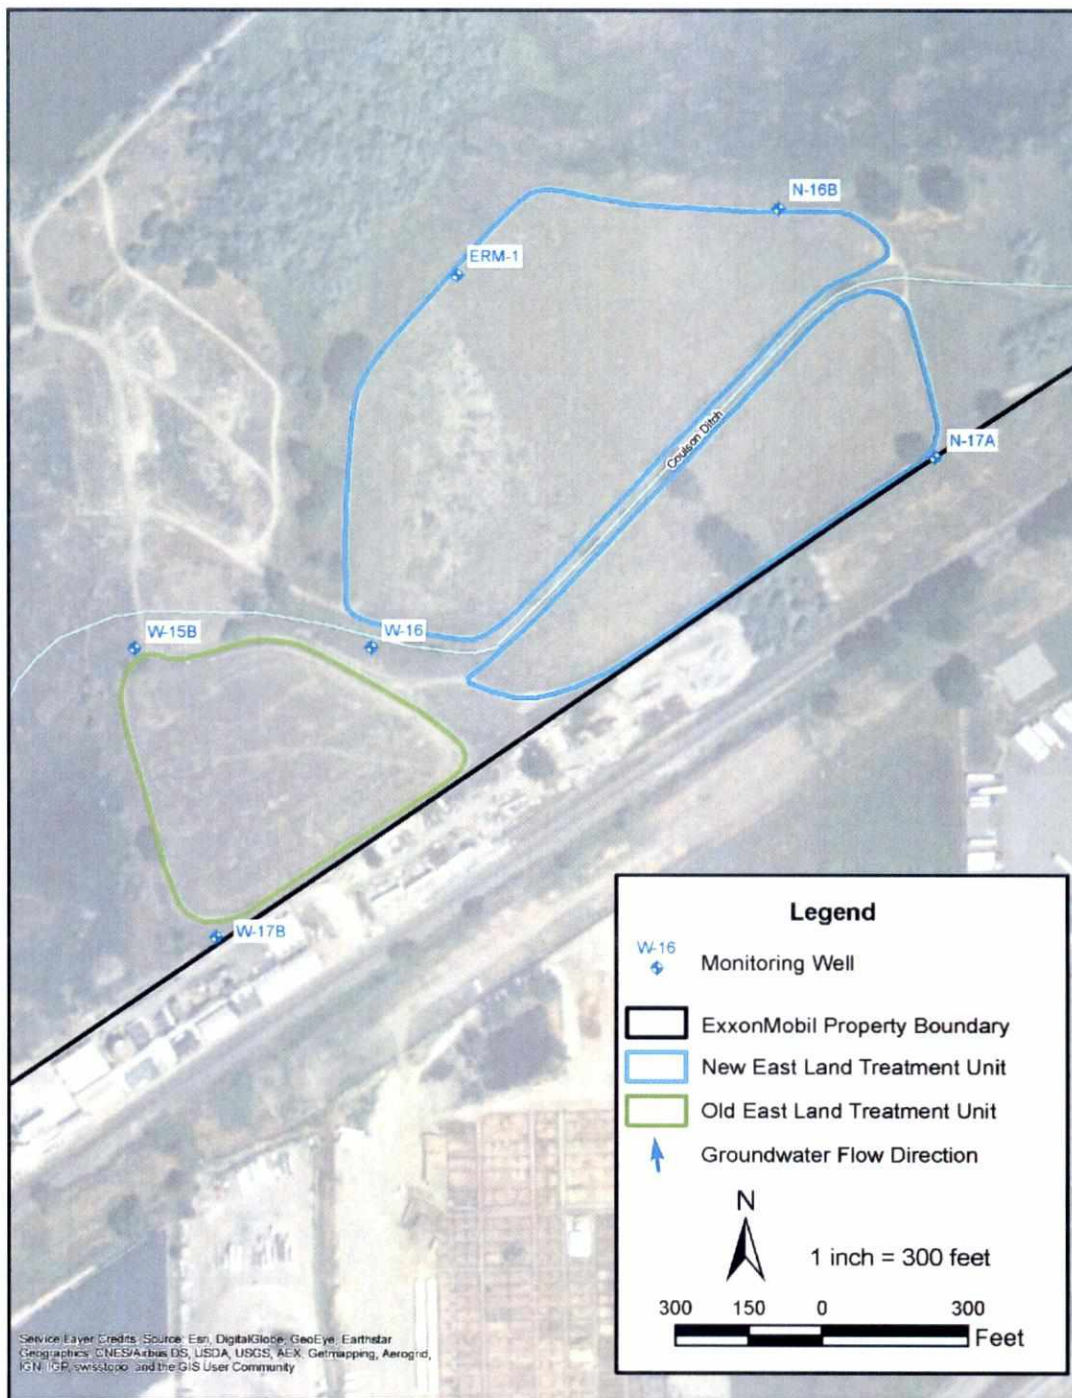 N-16B
ERM-1
Coulson Ditch
N-17A
W-15B
W-16
W-17B
Legend
W-16
Monitoring Well
ExxonMobil Property Boundary
New East Land Treatment Unit
Old East Land Treatment Unit
Groundwater Flow Direction
N
1 inch = 300 feet
300 150 0 300
Feet
Service Layer Credits: Source: Esri, DigitalGlobe, GeoEye, Earthstar
Geographics, CNES/Airbus DS, USDA, USGS, AEX, Getmapping, Aerogrid,
IGN, IGP, swisstopo, and the GIS User Community